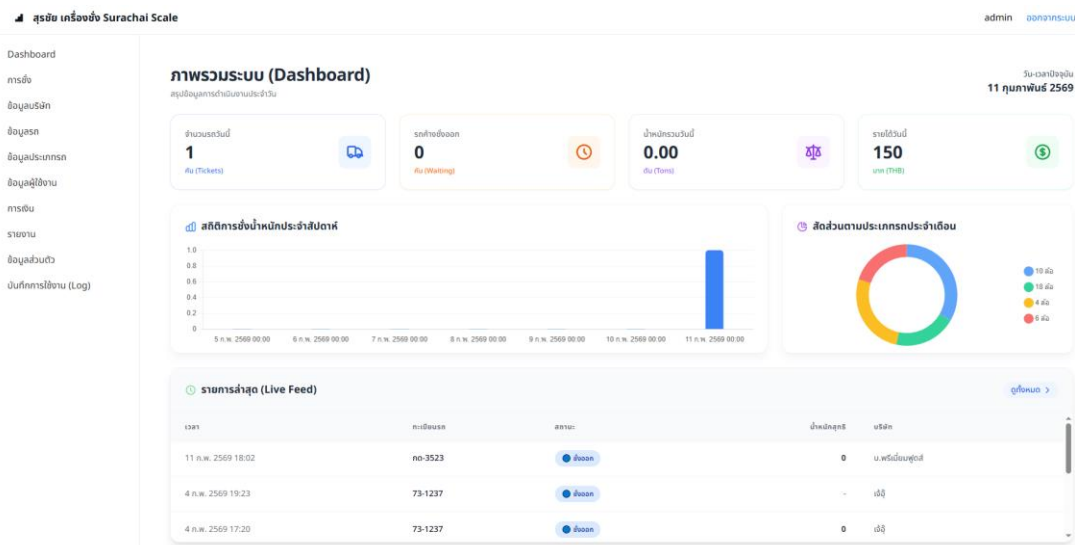 สุรชัย เครื่องชั่ง Surachai Scale
admin ออกจากระบบ
Dashboard
การชั่ง
ข้อมูลบริษัท
ข้อมูลรถ
ข้อมูลประเภทรถ
ข้อมูลผู้ใช้งาน
การเงิน
รายงาน
ข้อมูลส่วนตัว
บันทึกการใช้งาน (Log)
ภาพรวมระบบ (Dashboard)
สรุปข้อมูลการดำเนินงานประจำวัน
วัน-เวลาปัจจุบัน
11 กุมภาพันธ์ 2569
จำนวนรถวันนี้
1
คัน (Tickets)
รถค้างชั่งออก
0
คัน (Waiting)
น้ำหนักรวมวันนี้
0.00
ตัน (Tons)
รายได้วันนี้
150
บาท (THB)
สถิติการชั่งน้ำหนักประจำสัปดาห์
1.0
0.8
0.6
0.4
0.2
0
5 ก.พ. 2569 00:00 6 ก.พ. 2569 00:00 7 ก.พ. 2569 00:00 8 ก.พ. 2569 00:00 9 ก.พ. 2569 00:00 10 ก.พ. 2569 00:00 11 ก.พ. 2569 00:00
สัดส่วนตามประเภทรถประจำเดือน
10 ล้อ
18 ล้อ
4 ล้อ
6 ล้อ
รายการล่าสุด (Live Feed)
ดูทั้งหมด
เวลา ทะเบียนรถ สถานะ น้ำหนักสุทธิ บริษัท
11 ก.พ. 2569 18:02 กด-3523 ชั่งออก 0 บ.พรีเมี่ยมฟูดส์
4 ก.พ. 2569 19:23 73-1237 ชั่งออก - เจ๊อู๊
4 ก.พ. 2569 17:20 73-1237 ชั่งออก 0 เจ๊อู๊